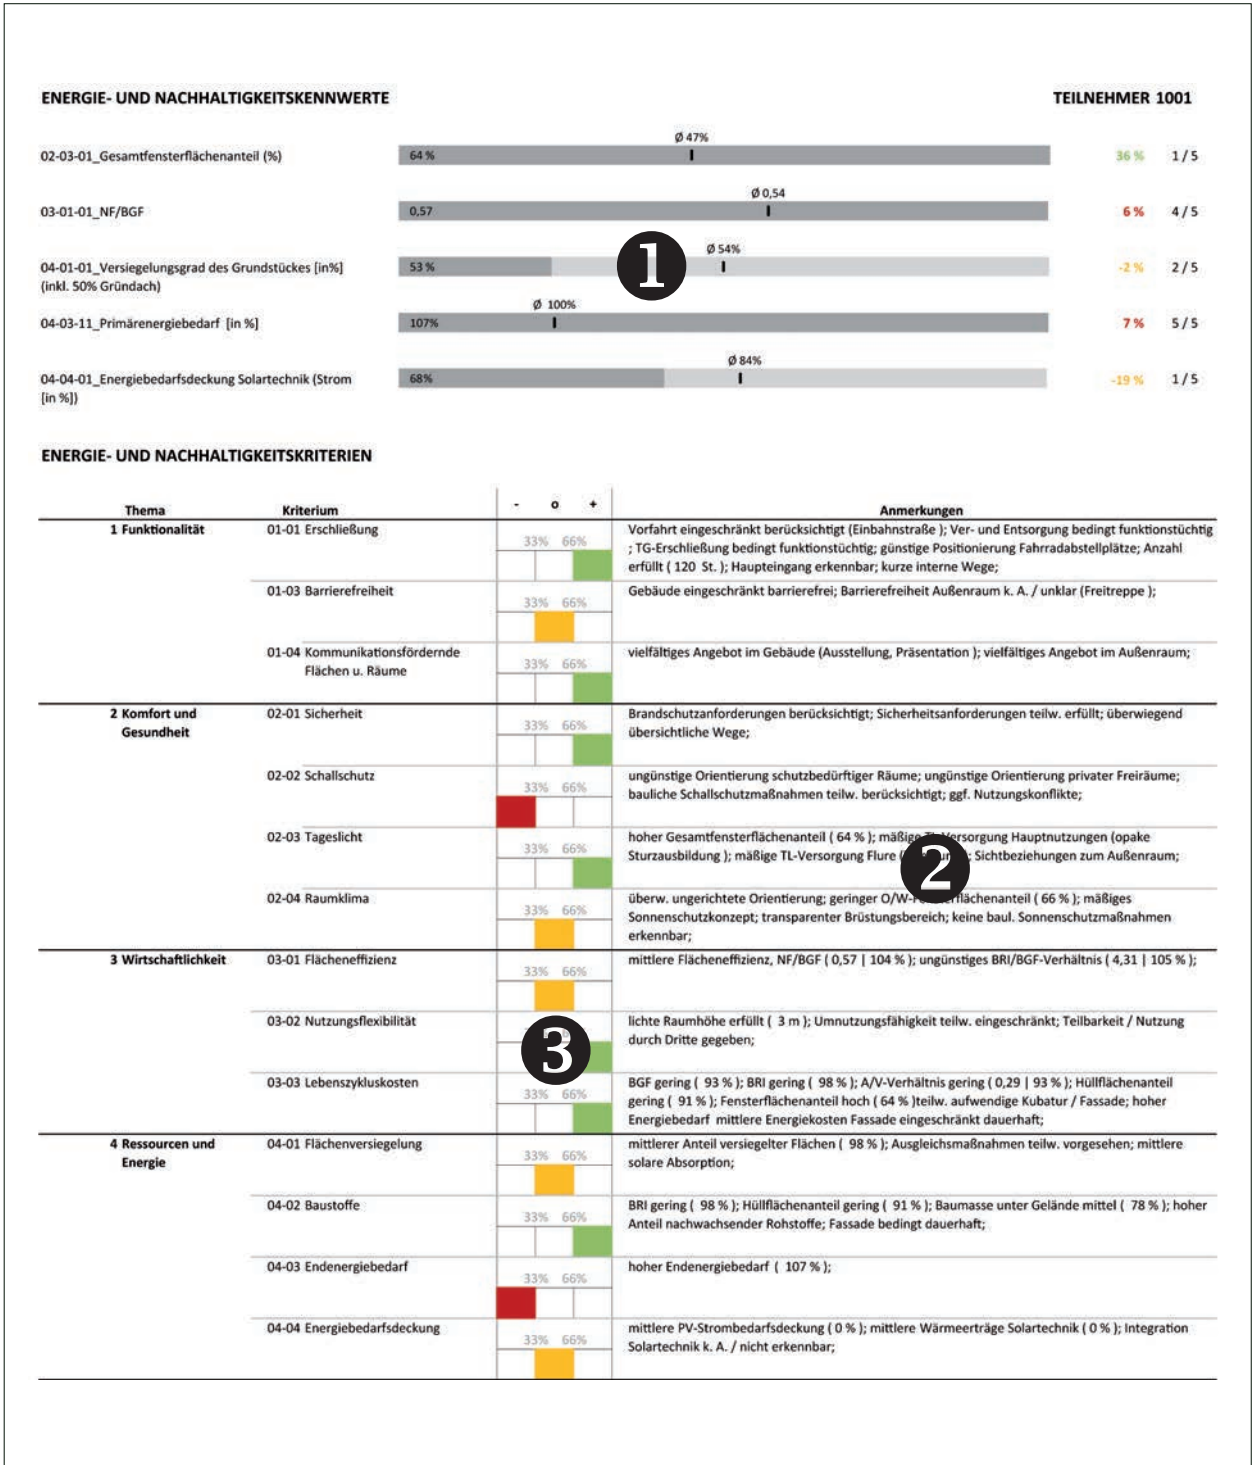 ENERGIE- UND NACHHALTIGKEITSKENNWERTE
TEILNEHMER 1001
Ø 47%
02-03-01_Gesamtfensterflächenanteil (%)
64 %
36 %
1 / 5
Ø 0,54
03-01-01_NF/BGF
0,57
6 %
4 / 5
Ø 54%
04-01-01_Versiegelungsgrad des Grundstückes [in%]
(inkl. 50% Gründach)
53 %
1
-2 %
2 / 5
Ø 100%
04-03-11_Primärenergiebedarf [in %]
107%
7 %
5 / 5
Ø 84%
04-04-01_Energiebedarfsdeckung Solartechnik (Strom
[in %])
68%
-19 %
1 / 5
ENERGIE- UND NACHHALTIGKEITSKRITERIEN
Thema
Kriterium
- o +
Anmerkungen
1 Funktionalität
01-01 Erschließung
33% 66%
Vorfahrt eingeschränkt berücksichtigt (Einbahnstraße ); Ver- und Entsorgung bedingt funktionstüchtig
; TG-Erschließung bedingt funktionstüchtig; günstige Positionierung Fahrradabstellplätze; Anzahl
erfüllt ( 120 St. ); Haupteingang erkennbar; kurze interne Wege;
01-03 Barrierefreiheit
33% 66%
Gebäude eingeschränkt barrierefrei; Barrierefreiheit Außenraum k. A. / unklar (Freitreppe );
01-04 Kommunikationsfördernde
Flächen u. Räume
33% 66%
vielfältiges Angebot im Gebäude (Ausstellung, Präsentation ); vielfältiges Angebot im Außenraum;
2 Komfort und
Gesundheit
02-01 Sicherheit
33% 66%
Brandschutzanforderungen berücksichtigt; Sicherheitsanforderungen teilw. erfüllt; überwiegend
übersichtliche Wege;
02-02 Schallschutz
33% 66%
ungünstige Orientierung schutzbedürftiger Räume; ungünstige Orientierung privater Freiräume;
bauliche Schallschutzmaßnahmen teilw. berücksichtigt; ggf. Nutzungskonflikte;
02-03 Tageslicht
33% 66%
hoher Gesamtfensterflächenanteil ( 64 % ); mäßige TL-Versorgung Hauptnutzungen (opake
Sturzausbildung ); mäßige TL-Versorgung Flure ; Sichtbeziehungen zum Außenraum;
2
02-04 Raumklima
33% 66%
überw. ungerichtete Orientierung; geringer ( 66 % ); mäßiges
Sonnenschutzkonzept; transparenter Brüstungsbereich; keine baul. Sonnenschutzmaßnahmen
erkennbar;
3 Wirtschaftlichkeit
03-01 Flächeneffizienz
33% 66%
mittlere Flächeneffizienz, NF/BGF ( 0,57 | 104 % ); ungünstiges BRI/BGF-Verhältnis ( 4,31 | 105 % );
03-02 Nutzungsflexibilität
3
lichte Raumhöhe erfüllt ( 3 m ); Umnutzungsfähigkeit teilw. eingeschränkt; Teilbarkeit / Nutzung
durch Dritte gegeben;
03-03 Lebenszykluskosten
33% 66%
BGF gering ( 93 % ); BRI gering ( 98 % ); A/V-Verhältnis gering ( 0,29 | 93 % ); Hüllflächenanteil
gering ( 91 % ); Fensterflächenanteil hoch ( 64 % )teilw. aufwendige Kubatur / Fassade; hoher
Energiebedarf mittlere Energiekosten Fassade eingeschränkt dauerhaft;
4 Ressourcen und
Energie
04-01 Flächenversiegelung
33% 66%
mittlerer Anteil versiegelter Flächen ( 98 % ); Ausgleichsmaßnahmen teilw. vorgesehen; mittlere
solare Absorption;
04-02 Baustoffe
33% 66%
BRI gering ( 98 % ); Hüllflächenanteil gering ( 91 % ); Baumasse unter Gelände mittel ( 78 % ); hoher
Anteil nachwachsender Rohstoffe; Fassade bedingt dauerhaft;
04-03 Endenergiebedarf
33% 66%
hoher Endenergiebedarf ( 107 % );
04-04 Energiebedarfsdeckung
33% 66%
mittlere PV-Strombedarfsdeckung ( 0 % ); mittlere Wärmeerträge Solartechnik ( 0 % ); Integration
Solartechnik k. A. / nicht erkennbar;